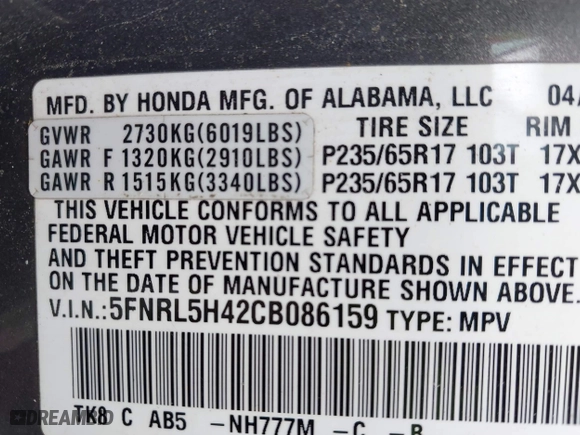 MFD. BY HONDA MFG. OF ALABAMA, LLC 04/
GVWR 2730KG(6019LBS) TIRE SIZE RIM
GAWR F 1320KG(2910LBS) P235/65R17 103T 17X
GAWR R 1515KG(3340LBS) P235/65R17 103T 17X
THIS VEHICLE CONFORMS TO ALL APPLICABLE
FEDERAL MOTOR VEHICLE SAFETY
AND THEFT PREVENTION STANDARDS IN EFFECT
ON THE DATE OF MANUFACTURE SHOWN ABOVE.
V.I.N.:5FNRL5H42CB086159 TYPE: MPV
TK8 C AB5 -NH777M -C -R
DREAMBID